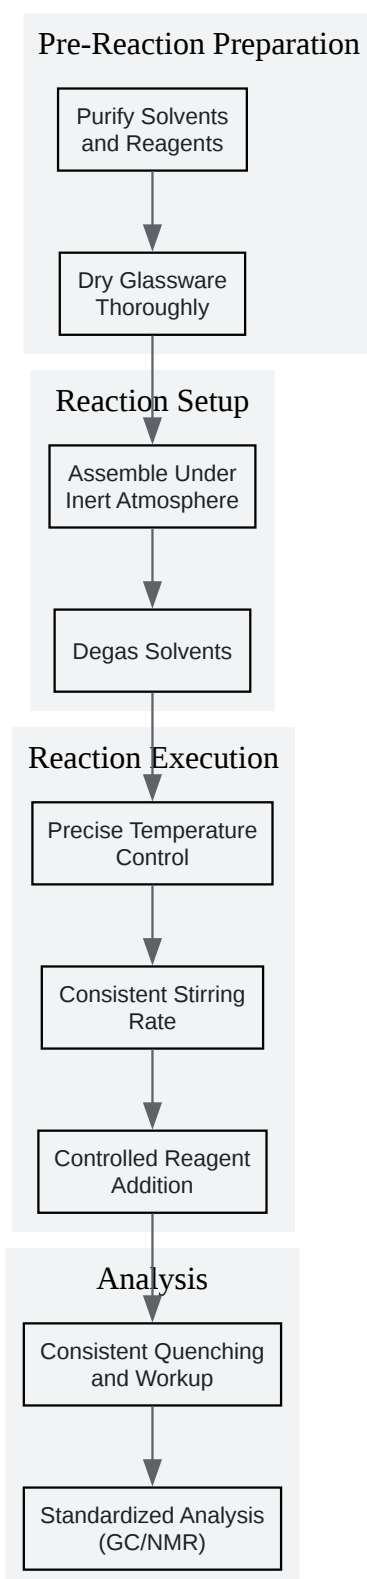 Pre-Reaction Preparation
Purify Solvents
and Reagents
Dry Glassware
Thoroughly
Reaction Setup
Assemble Under
Inert Atmosphere
Degas Solvents
Reaction Execution
Precise Temperature
Control
Consistent Stirring
Rate
Controlled Reagent
Addition
Analysis
Consistent Quenching
and Workup
Standardized Analysis
(GC/NMR)